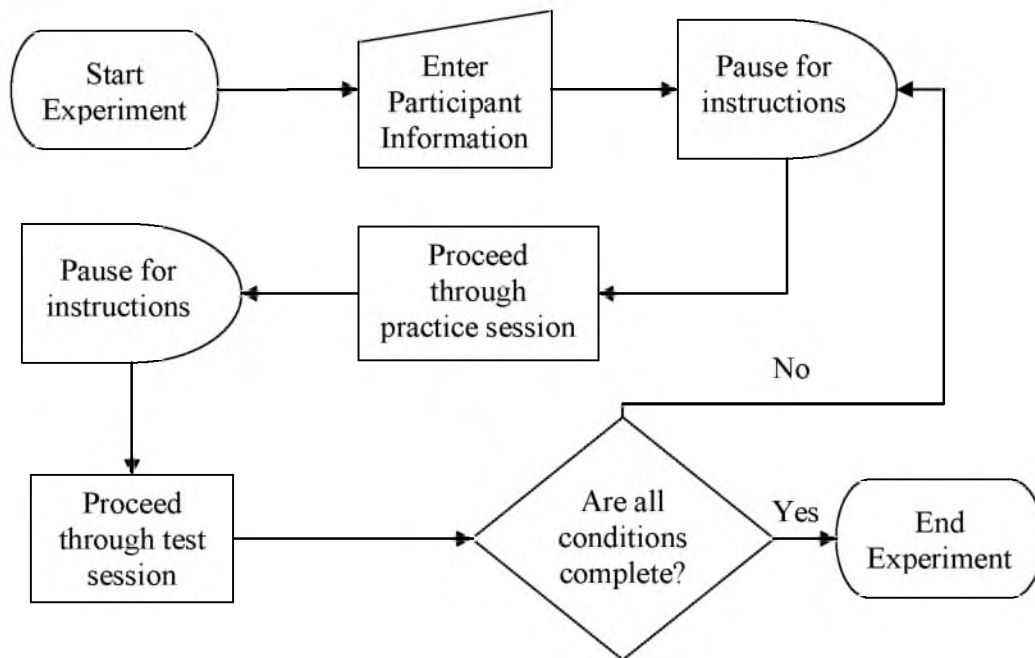 Start
Experiment
Enter
Participant
Information
Pause for
instructions
Proceed
through
practice session
Pause for
instructions
Proceed
through test
session
Are all
conditions
complete?
No
Yes
End
Experiment